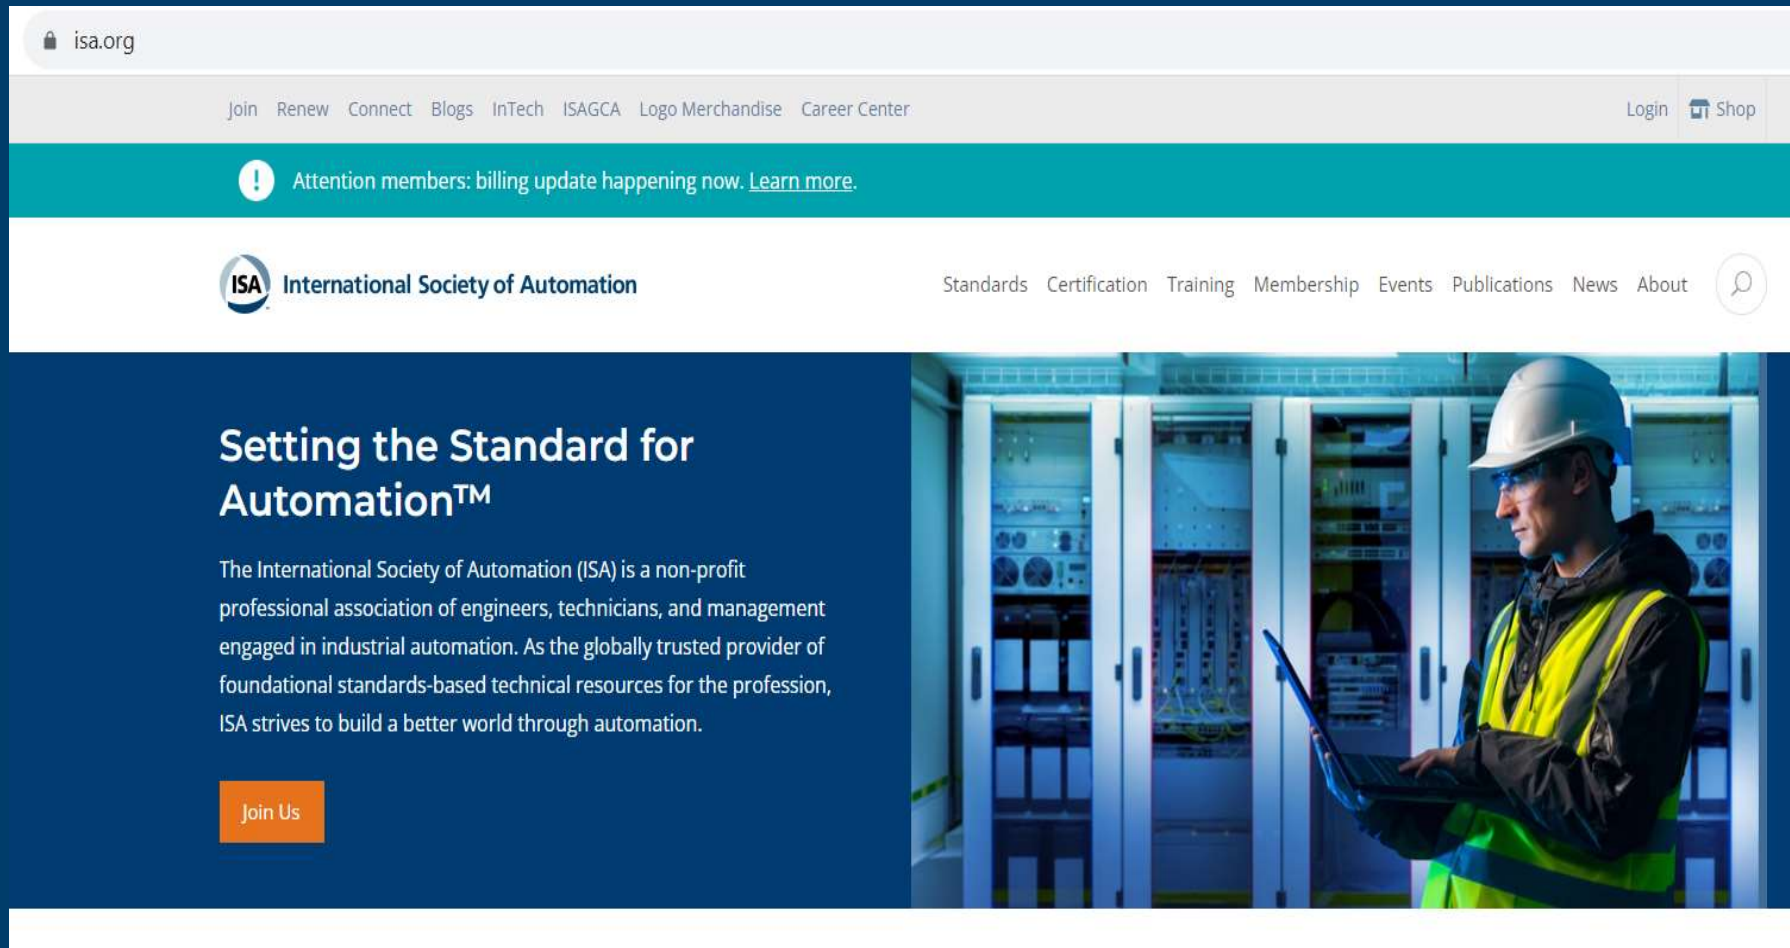 isa.org
Join Renew Connect Blogs InTech ISAGCA Logo Merchandise Career Center Login Shop
! Attention members: billing update happening now. Learn more.
ISA International Society of Automation Standards Certification Training Membership Events Publications News About
Setting the Standard for
Automation™
The International Society of Automation (ISA) is a non-profit
professional association of engineers, technicians, and management
engaged in industrial automation. As the globally trusted provider of
foundational standards-based technical resources for the profession,
ISA strives to build a better world through automation.
Join Us